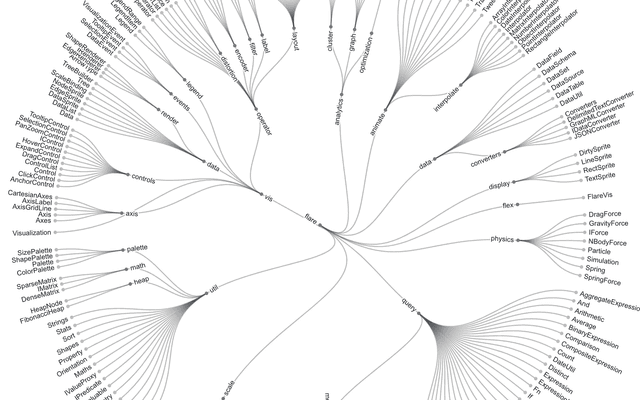 layout
cluster
graph
optimization
label
filter
encoder
distortion
operator
analytics
animate
interpolate
RectangleInterpolator
PointInterpolator
ObjectInterpolator
NumberInterpolator
MatrixInterpolator
DataField
DataSchema
DataSet
DataSource
DataTable
DataUtil
data
converters
Converters
DelimitedTextConverter
GraphMLConverter
IDataConverter
JSONConverter
display
DirtySprite
LineSprite
RectSprite
TextSprite
flex
FlareVis
physics
DragForce
GravityForce
IForce
NBodyForce
Particle
Simulation
Spring
SpringForce
query
AggregateExpression
And
Arithmetic
Average
BinaryExpression
Comparison
CompositeExpression
Count
DateUtil
Distinct
Expression
Fn
If
flare
vis
VisualizationEvent
TooltipEvent
SelectionEvent
DataEvent
events
legend
LegendRange
LegendItem
Legend
render
ShapeRenderer
EdgeRenderer
ArrowType
data
TreeBuilder
Tree
ScaleBinding
NodeSprite
EdgeSprite
DataSprite
DataList
Data
controls
TooltipControl
SelectionControl
PanZoomControl
IControl
HoverControl
ExpandControl
DragControl
ControlList
Control
ClickControl
AnchorControl
axis
CartesianAxes
AxisLabel
AxisGridLine
Axis
Axes
Visualization
util
palette
SizePalette
ShapePalette
Palette
ColorPalette
math
SparseMatrix
IMatrix
DenseMatrix
heap
HeapNode
FibonacciHeap
Strings
Stats
Sort
Shapes
Property
Orientation
Maths
IValueProxy
IPredicate
scale